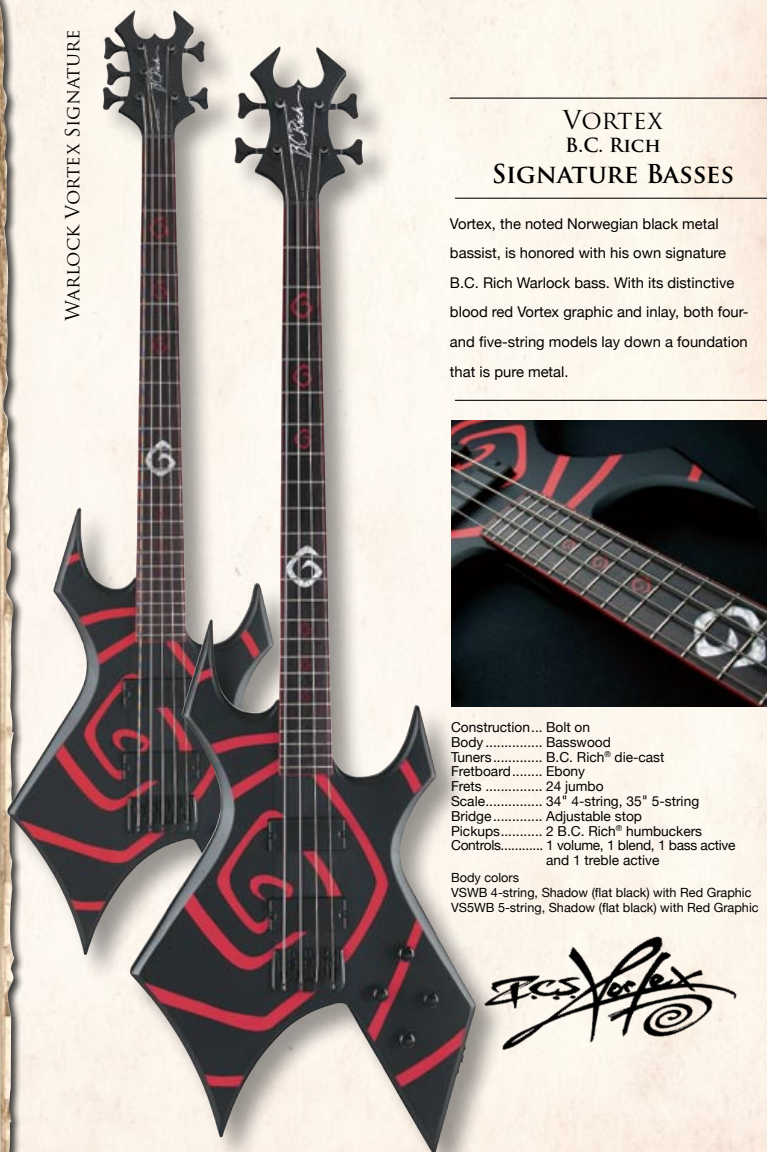 WARLOCK VORTEX SIGNATURE
B.C. Rich
B.C. Rich
VORTEX
B.C. RICH
SIGNATURE BASSES
Vortex, the noted Norwegian black metal
bassist, is honored with his own signature
B.C. Rich Warlock bass. With its distinctive
blood red Vortex graphic and inlay, both four-
and five-string models lay down a foundation
that is pure metal.
Construction... Bolt on
Body .............. Basswood
Tuners............ B.C. Rich® die-cast
Fretboard........ Ebony
Frets .............. 24 jumbo
Scale.............. 34" 4-string, 35" 5-string
Bridge............ Adjustable stop
Pickups.......... 2 B.C. Rich® humbuckers
Controls........... 1 volume, 1 blend, 1 bass active
and 1 treble active
Body colors
VSWB 4-string, Shadow (flat black) with Red Graphic
VS5WB 5-string, Shadow (flat black) with Red Graphic
Vortex